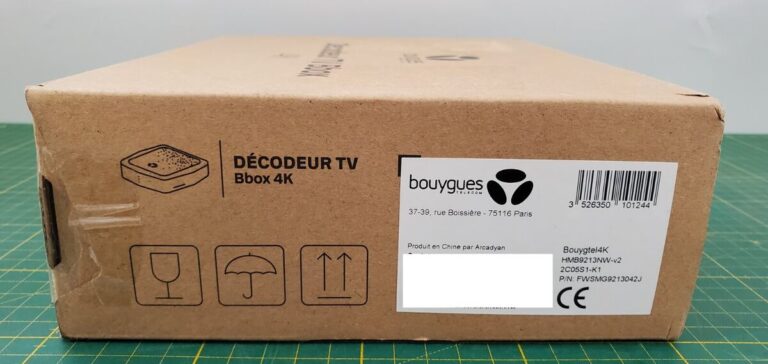 DÉCODEUR TV
Bbox 4K
bouygues
TELECOM
37-39, rue Boissière - 75116 Paris
3 526350 101244
Produit en Chine par Arcadyan
Bouygtel4K
HMB9213NW-v2
2C05S1-K1
P/N: FWSMG9213042J
CE